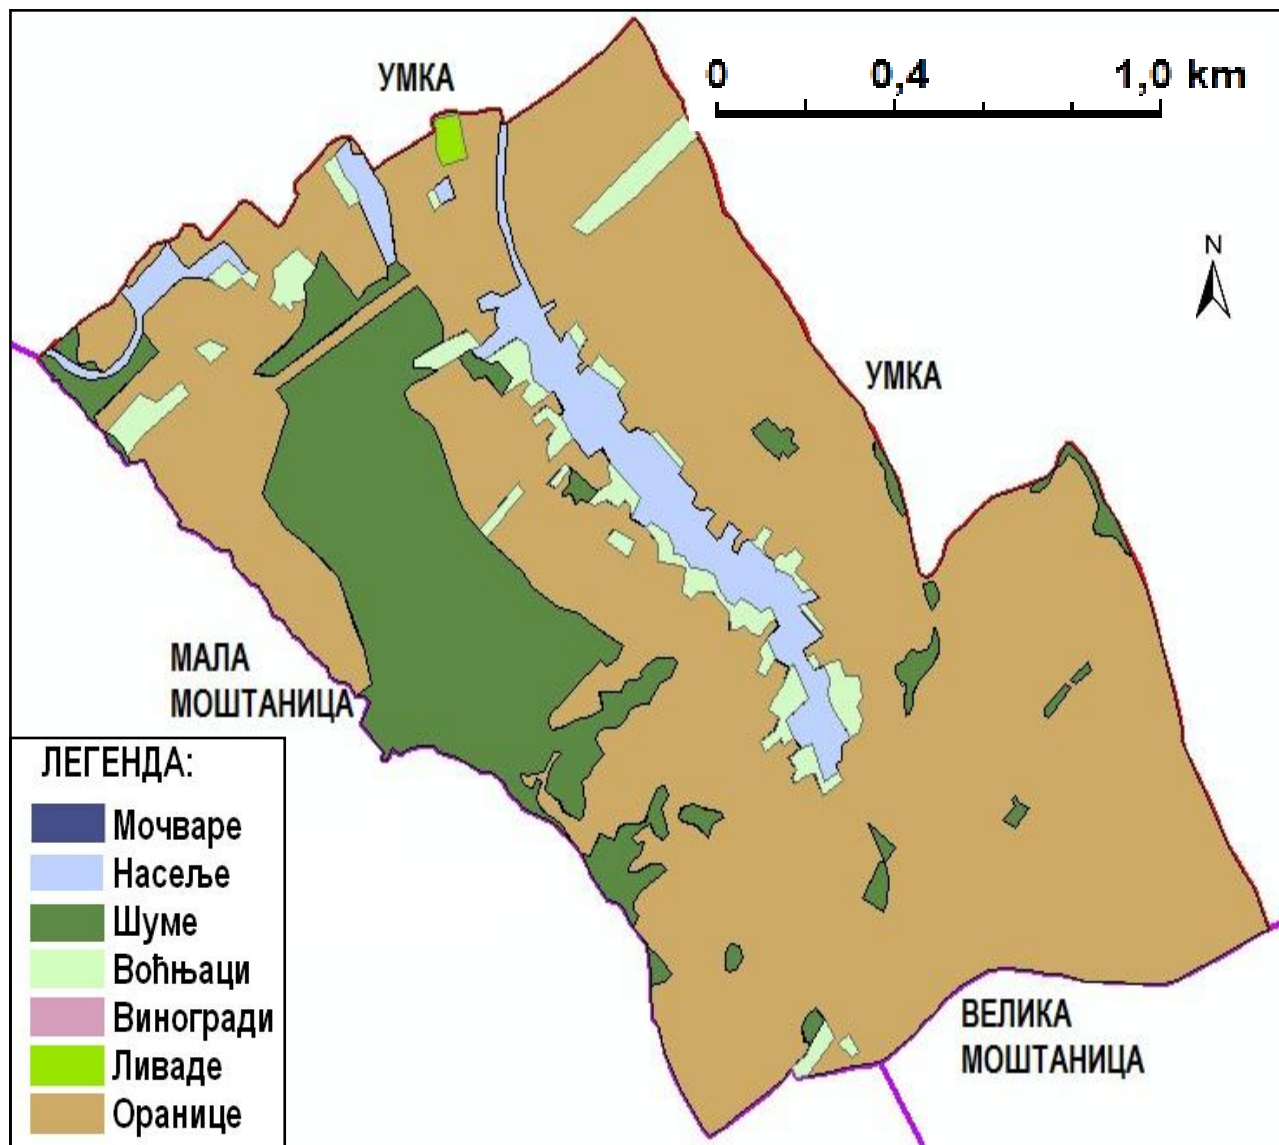 УМКА
0 0,4 1,0 km
N
УМКА
МАЛА
МОШТАНИЦА
ЛЕГЕНДА:
Мочваре
Насеље
Шуме
Воћњаци
Виногради
Ливаде
Оранице
ВЕЛИКА
МОШТАНИЦА